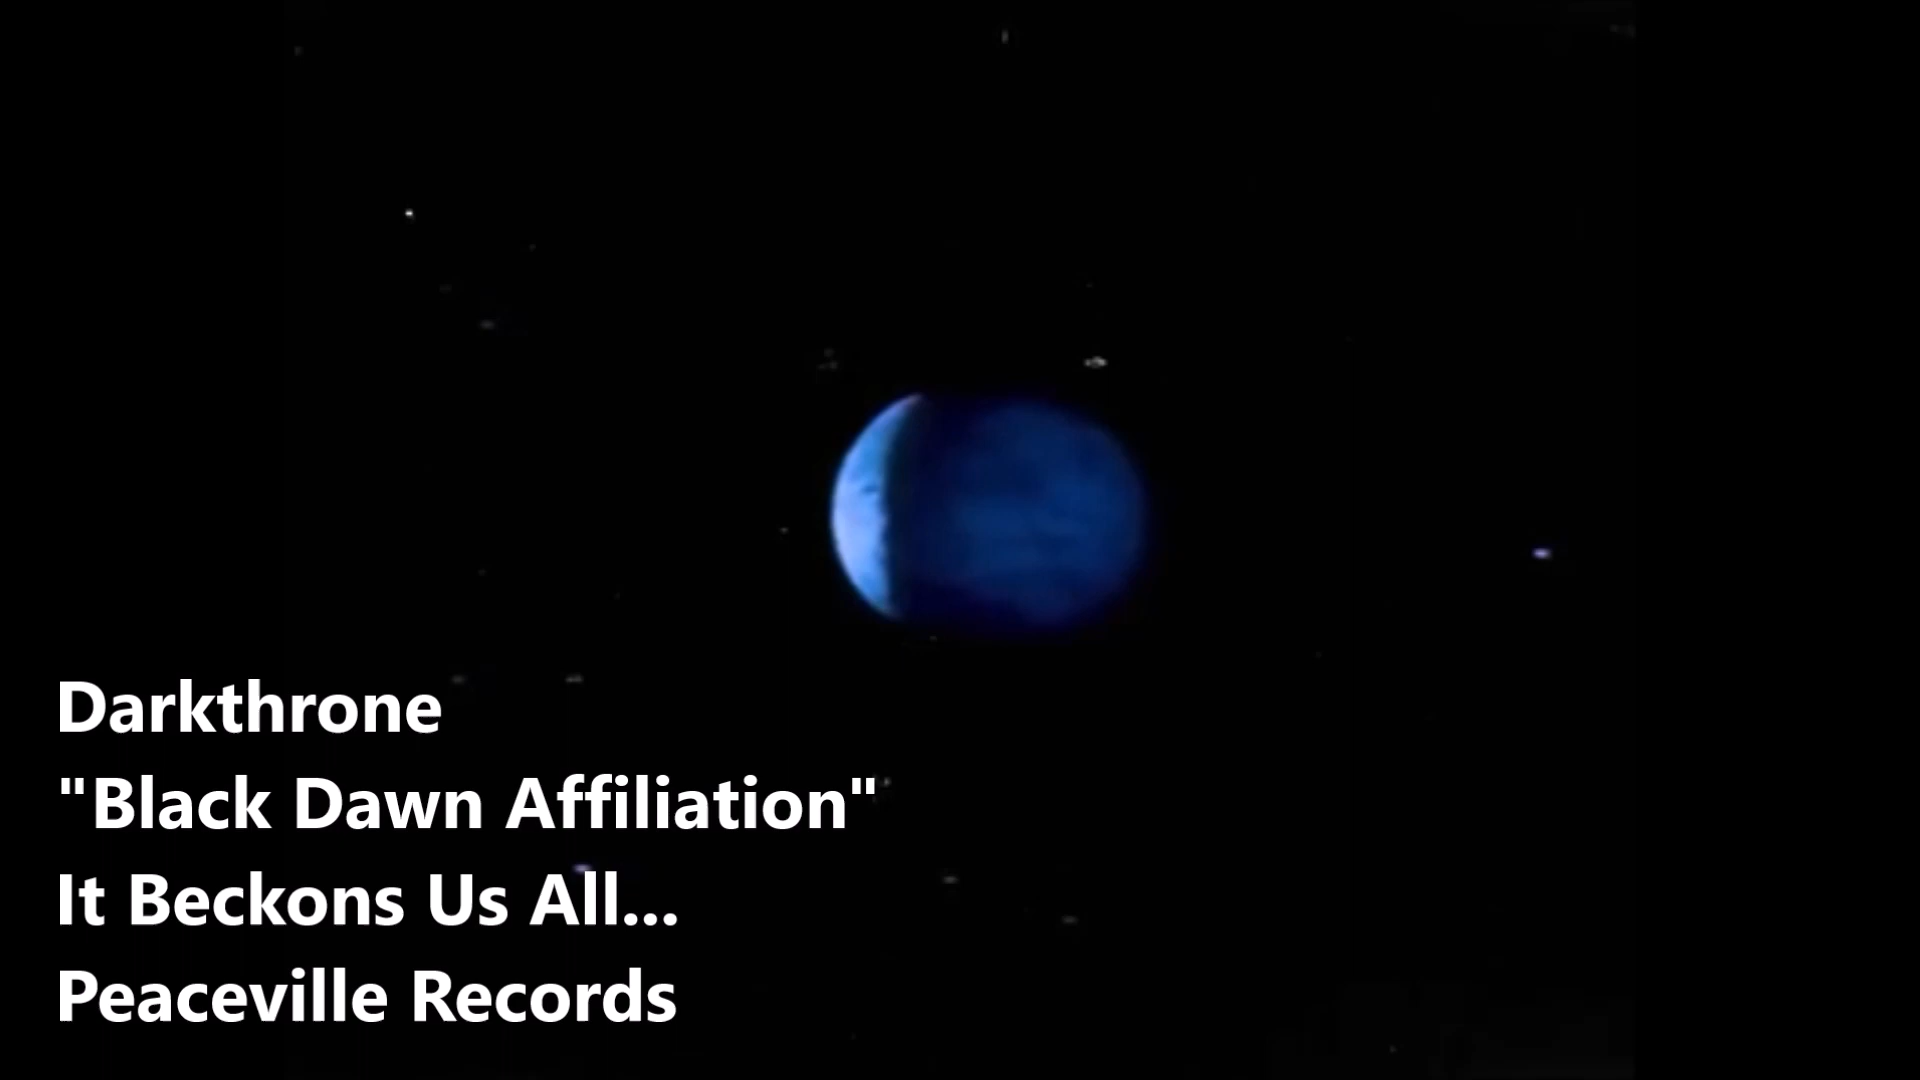 Darkthrone
"Black Dawn Affiliation"
It Beckons Us All...
Peaceville Records